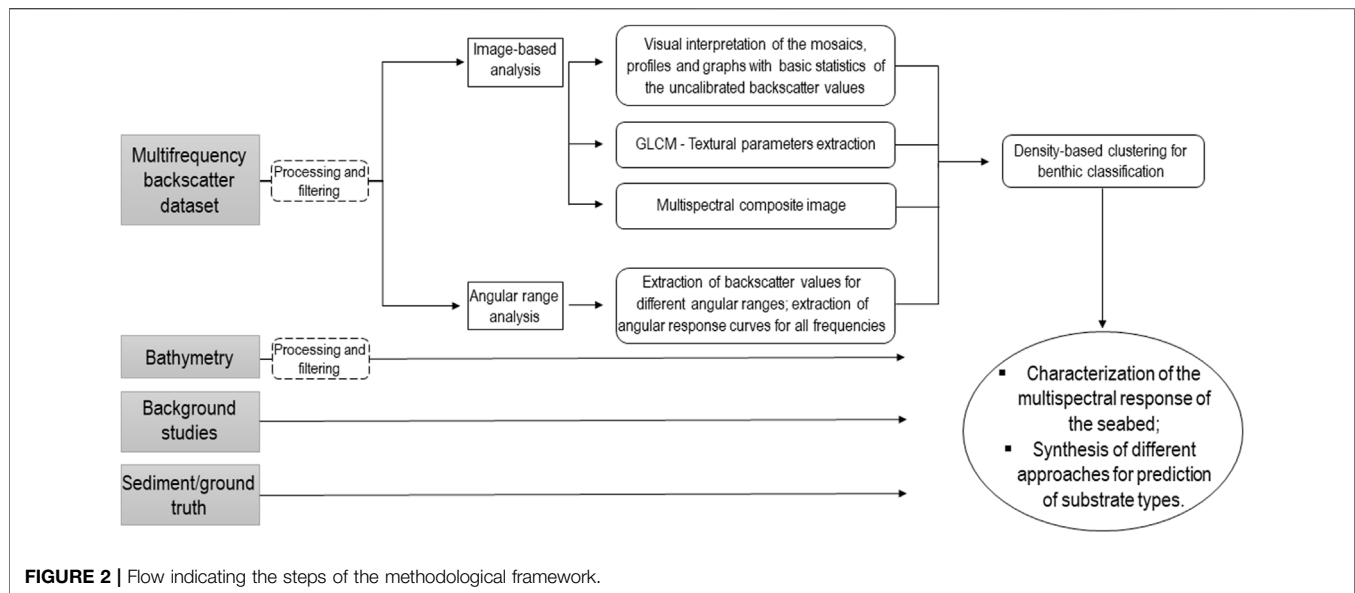 Multifrequency
backscatter
dataset
Processing and
filtering
Image-based
analysis
Visual interpretation of the mosaics,
profiles and graphs with basic statistics of
the uncalibrated backscatter values
GLCM - Textural parameters extraction
Multispectral composite image
Angular range
analysis
Extraction of backscatter values for
different angular ranges; extraction of
angular response curves for all frequencies
Density-based clustering for
benthic classification
Bathymetry
Processing and
filtering
Background
studies
Sediment/ground
truth
▪ Characterization of the
multispectral response of
the seabed;
▪ Synthesis of different
approaches for prediction
of substrate types.
FIGURE 2 | Flow indicating the steps of the methodological framework.